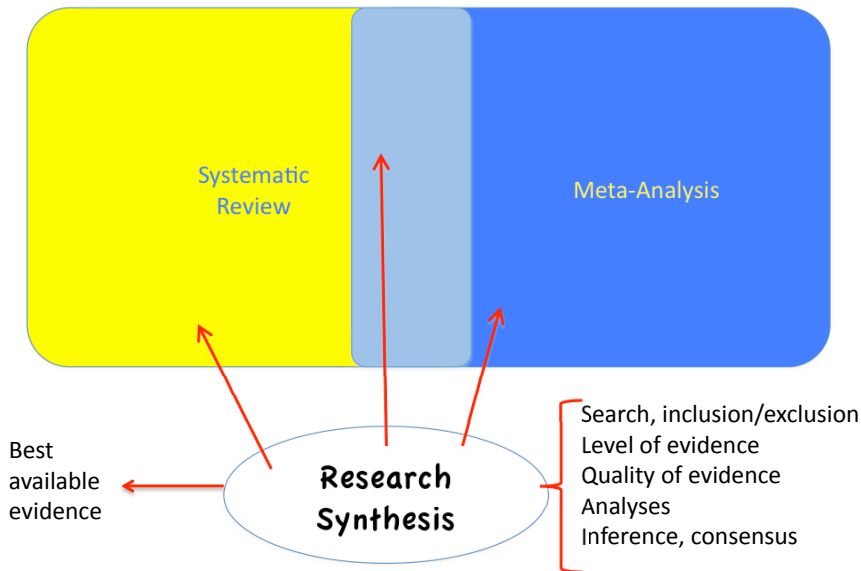 Systematic
Review
Meta-Analysis
Best
available
evidence
Research
Synthesis
Search, inclusion/exclusion
Level of evidence
Quality of evidence
Analyses
Inference, consensus